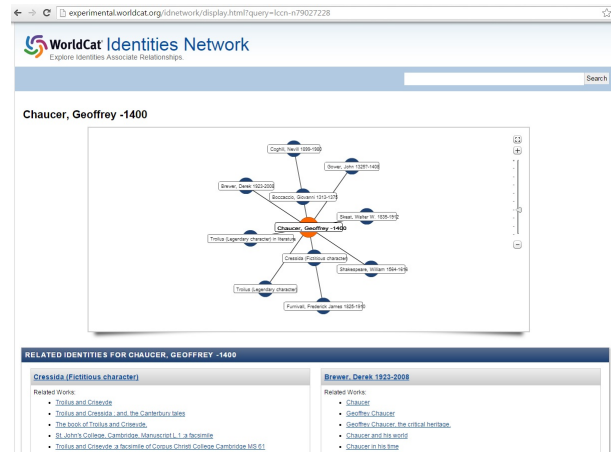 experimental.worldcat.org/idnetwork/display.html?query=lccn-n79027228
WorldCat Identities Network
Explore Identities Associate Relationships.
Search
Chaucer, Geoffrey -1400
Coghill, Nevill 1899-1980
Gower, John 1325?-1408
Brewer, Derek 1923-2008
Boccaccio, Giovanni 1313-1375
Skeat, Walter W. 1835-1912
Chaucer, Geoffrey -1400
Troilus (Legendary character) in literature
Cressida (Fictitious character)
Shakespeare, William 1564-1616
Troilus (Legendary character)
Furnivall, Frederick James 1825-1910
RELATED IDENTITIES FOR CHAUCER, GEOFFREY -1400
Cressida (Fictitious character)
Related Works:
Troilus and Criseyde
Troilus and Cressida ; and, the Canterbury tales
The book of Troilus and Criseyde,
St. John's College, Cambridge, Manuscript L.1 :a facsimile
Troilus and Criseyde :a facsimile of Corpus Christi College Cambridge MS 61
Brewer, Derek 1923-2008
Related Works:
Chaucer
Geoffrey Chaucer
Geoffrey Chaucer, the critical heritage,
Chaucer and his world
Chaucer in his time